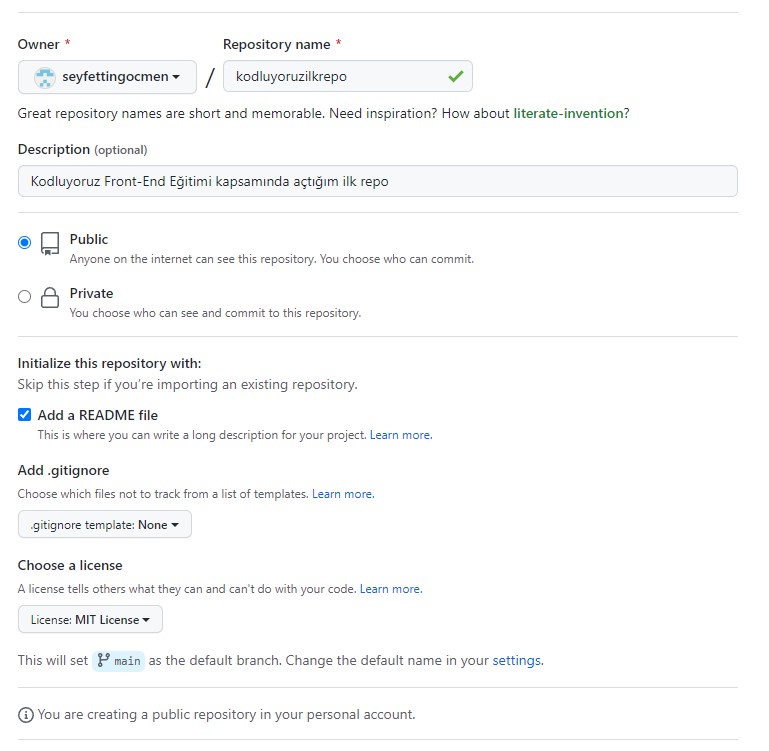 Owner * Repository name *
seyfettingocmen / kodluyoruzilkrepo
Great repository names are short and memorable. Need inspiration? How about literate-invention?
Description (optional)
Kodluyoruz Front-End Eğitimi kapsamında açtığım ilk repo
Public
Anyone on the internet can see this repository. You choose who can commit.
Private
You choose who can see and commit to this repository.
Initialize this repository with:
Skip this step if you’re importing an existing repository.
Add a README file
This is where you can write a long description for your project. Learn more.
Add .gitignore
Choose which files not to track from a list of templates. Learn more.
.gitignore template: None
Choose a license
A license tells others what they can and can't do with your code. Learn more.
License: MIT License
This will set main as the default branch. Change the default name in your settings.
You are creating a public repository in your personal account.